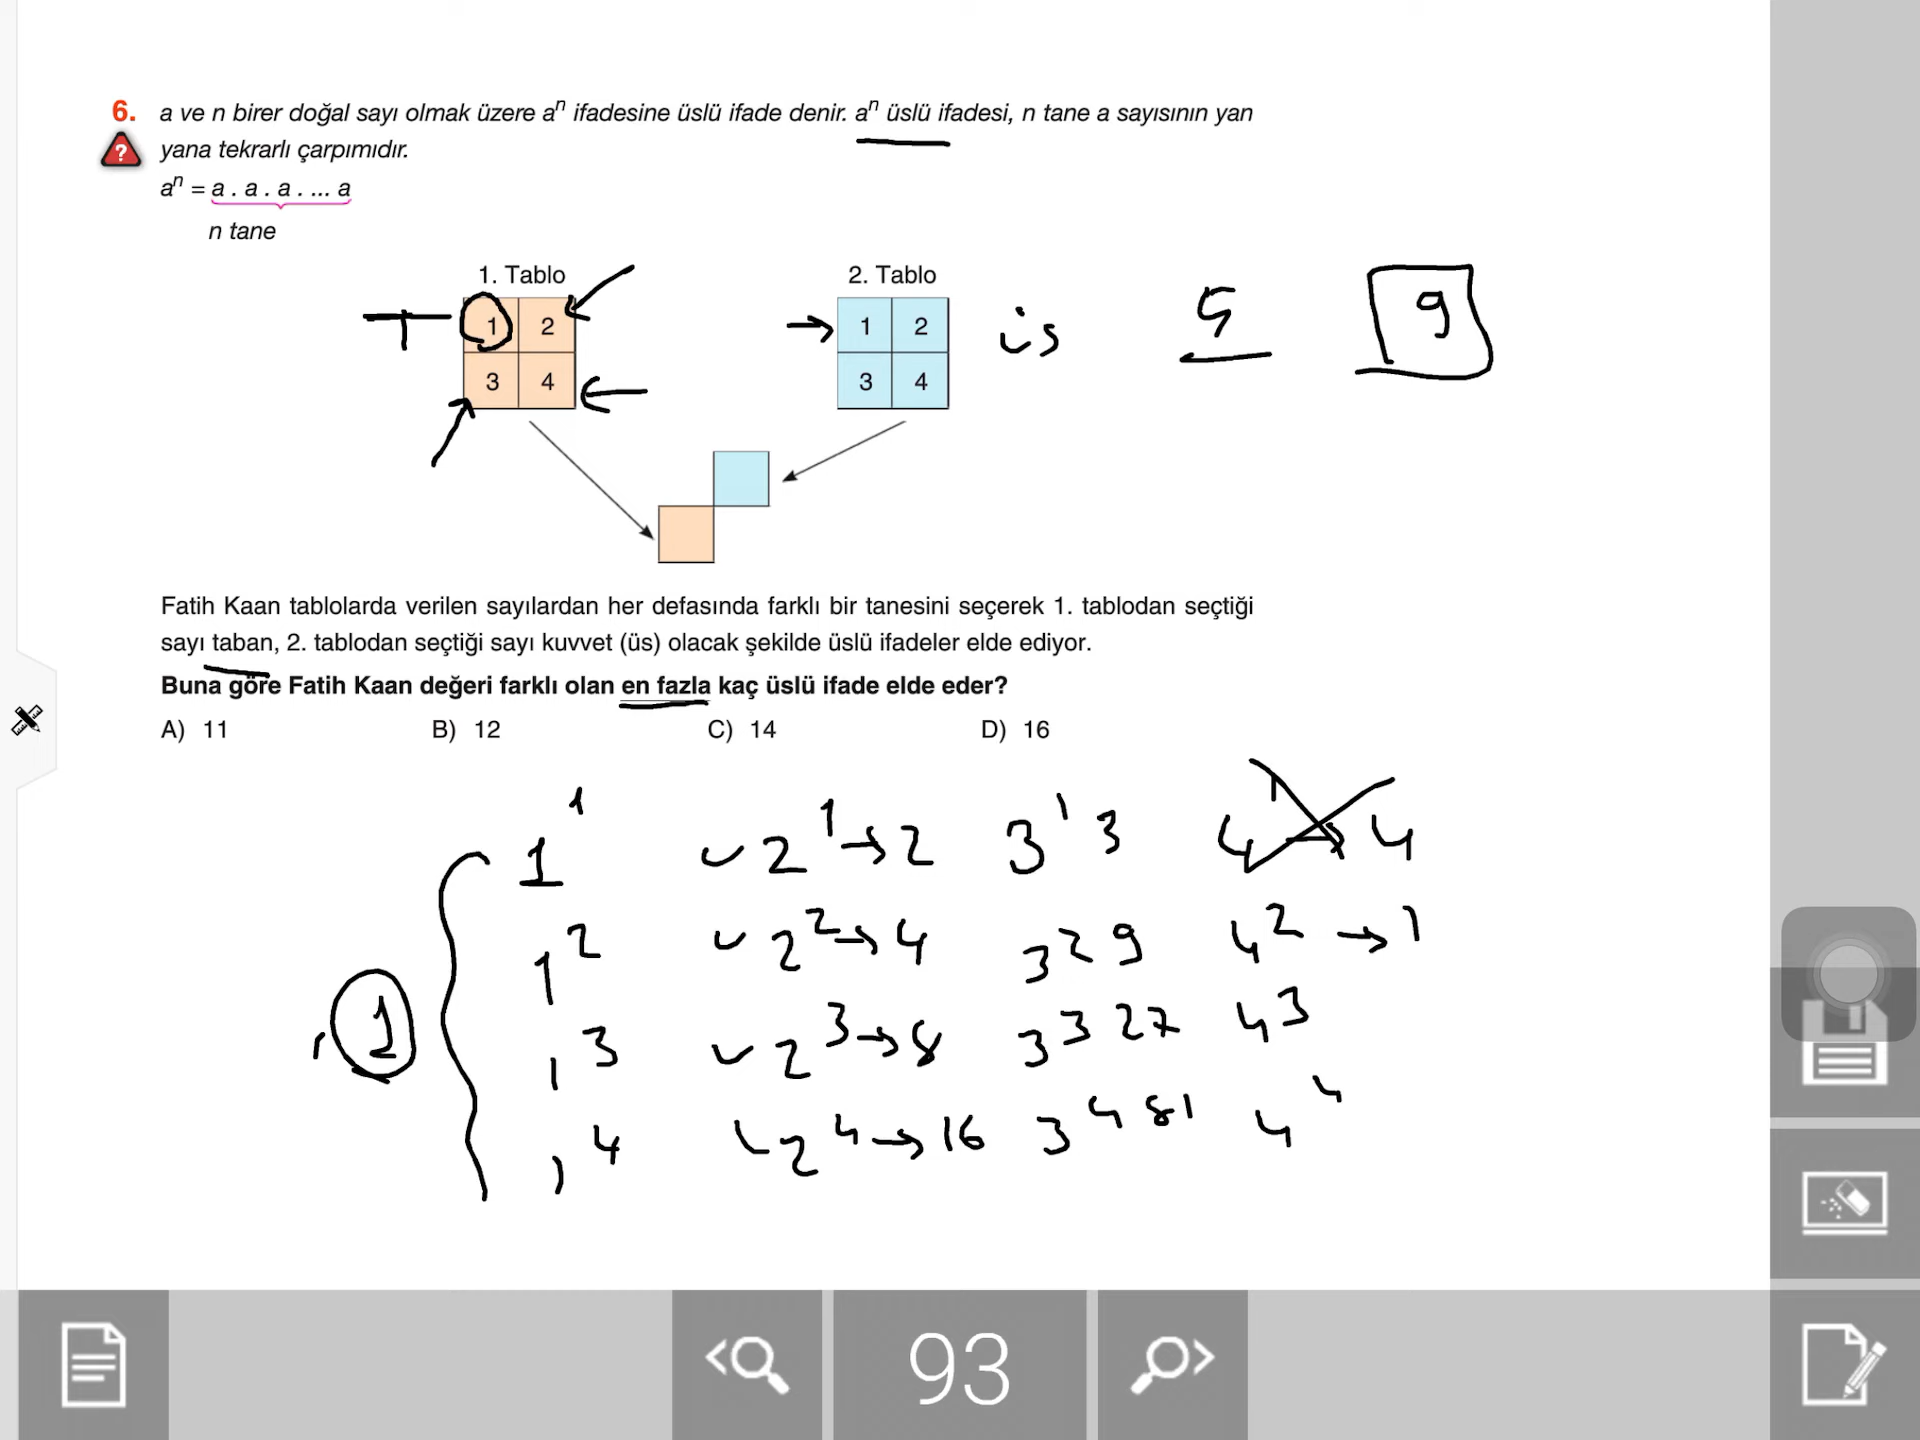 6. a ve n birer doğal sayı olmak üzere aⁿ ifadesine üslü ifade denir. aⁿ üslü ifadesi, n tane a sayısının yan
yana tekrarlı çarpımıdır.
aⁿ = a . a . a . ... a
n tane
1. Tablo
2. Tablo
T
1 2
1 2
üs
5
9
3 4
3 4
Fatih Kaan tablolarda verilen sayılardan her defasında farklı bir tanesini seçerek 1. tablodan seçtiği
sayı taban, 2. tablodan seçtiği sayı kuvvet (üs) olacak şekilde üslü ifadeler elde ediyor.
Buna göre Fatih Kaan değeri farklı olan en fazla kaç üslü ifade elde eder?
A) 11 B) 12 C) 14 D) 16
1¹ 2¹→2 3¹ 3 4¹→4
1² 2²→4 3² 9 4²→1
1
1³ 2³→8 3³ 27 4³
1⁴ 2⁴→16 3⁴ 81 4⁴
93